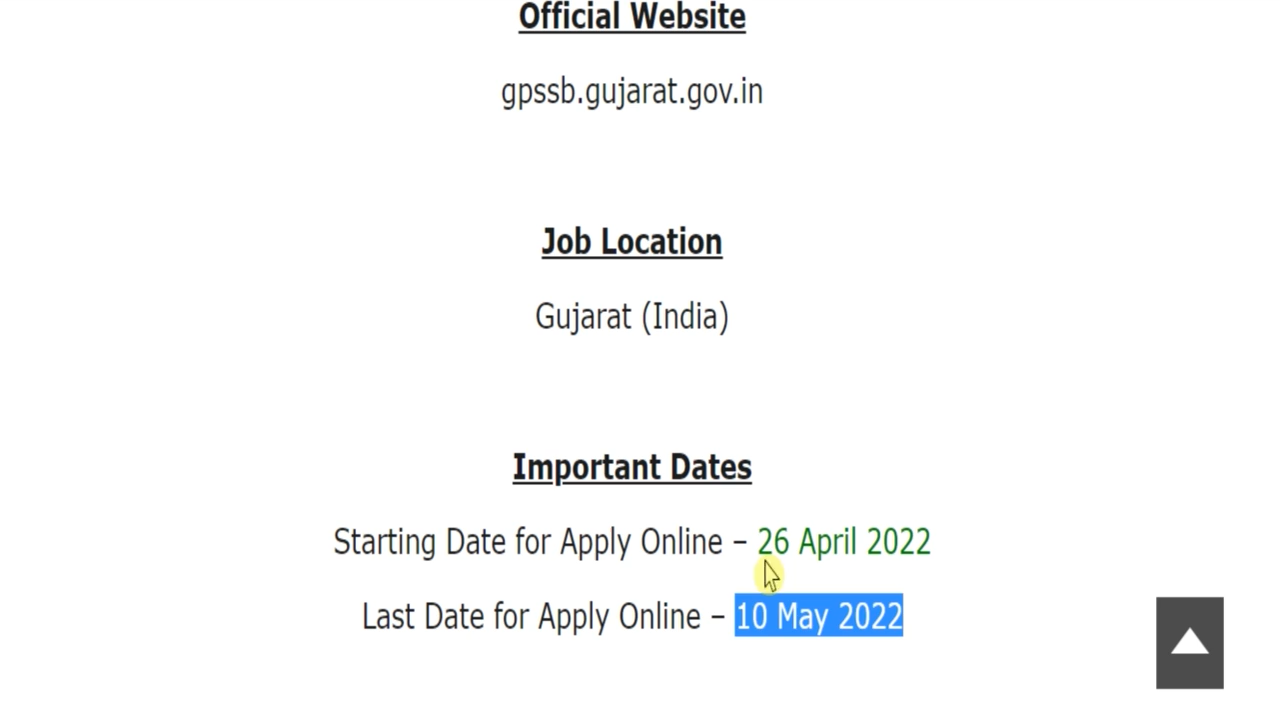 Official Website
gpssb.gujarat.gov.in
Job Location
Gujarat (India)
Important Dates
Starting Date for Apply Online – 26 April 2022
Last Date for Apply Online – 10 May 2022